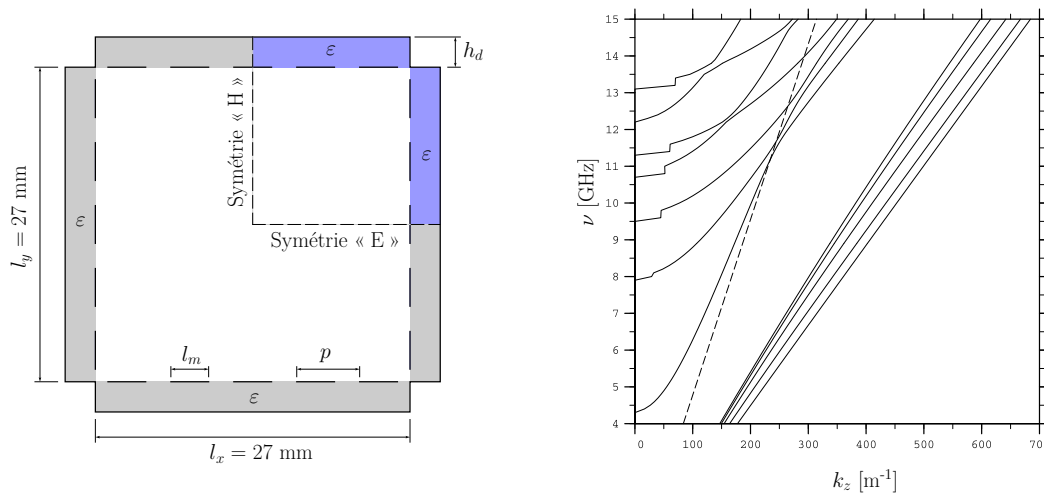 ε
h_d
Symétrie « H »
ε
ε
l_y = 27 mm
Symétrie « E »
l_m
p
ε
l_x = 27 mm
15
14
13
12
11
10
9
8
7
6
5
4
ν [GHz]
0
100
200
300
400
500
600
70
k_z [m⁻¹]